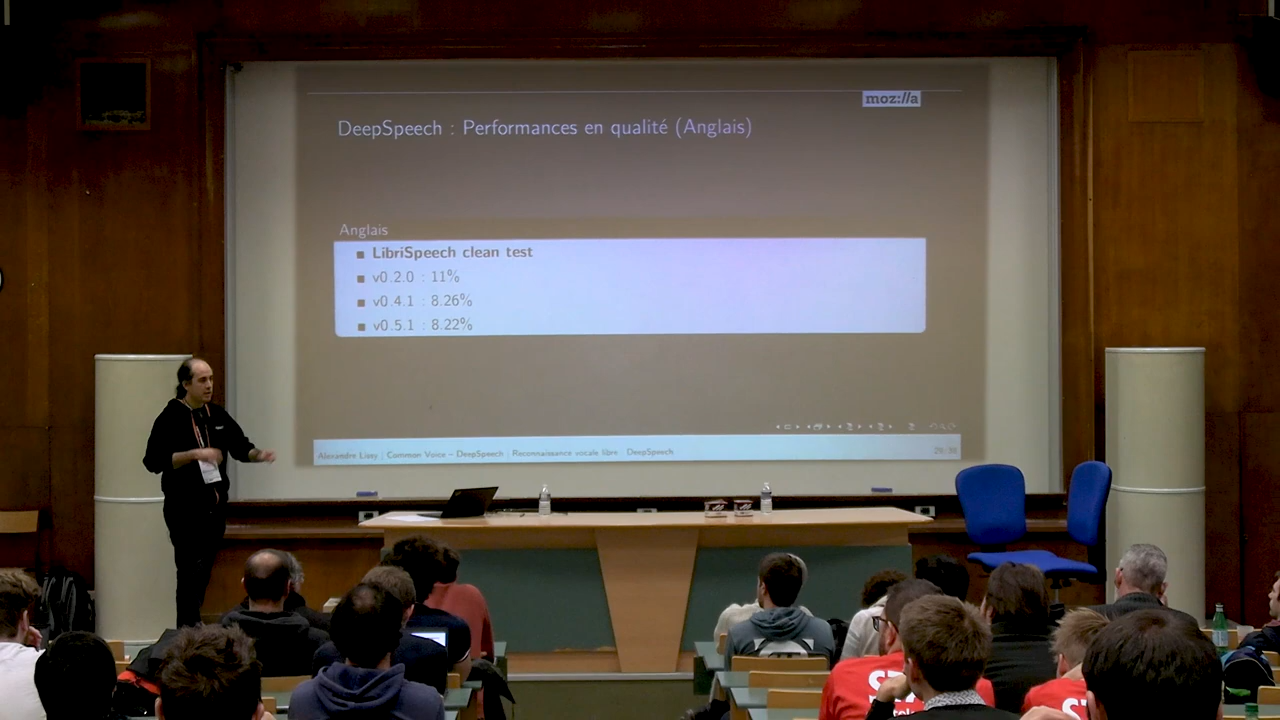 moz://a
DeepSpeech : Performances en qualité (Anglais)
Anglais
LibriSpeech clean test
v0.2.0 : 11%
v0.4.1 : 8.26%
v0.5.1 : 8.22%
Alexandre Lissy | Common Voice – DeepSpeech | Reconnaissance vocale libre : DeepSpeech